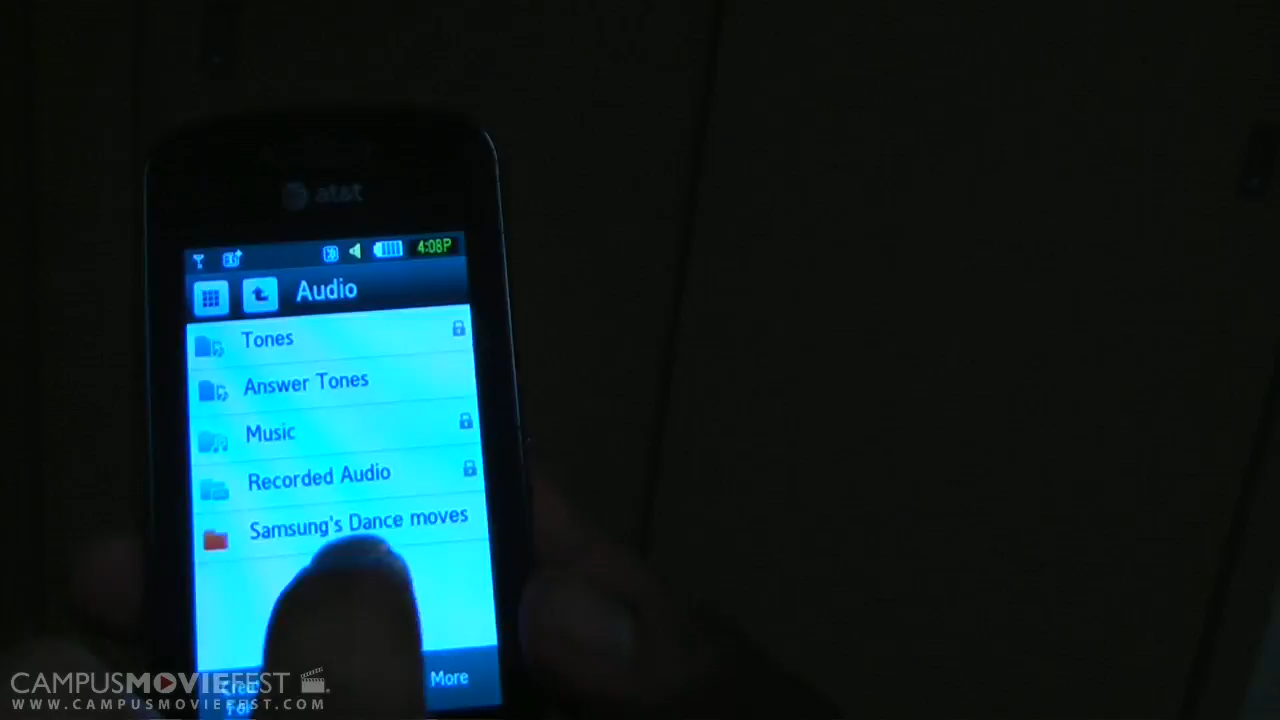 at&t
4:08P
Audio
Tones
Answer Tones
Music
Recorded Audio
Samsung's Dance moves
More
CAMPUSMOVIEFEST
WWW.CAMPUSMOVIEFEST.COM